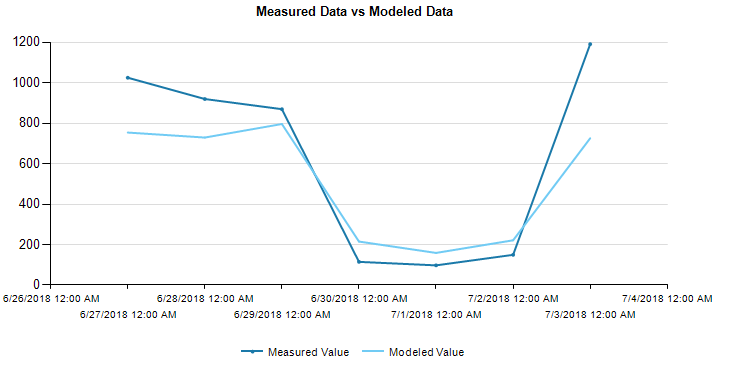 Measured Data vs Modeled Data
1200
1000
800
600
400
200
0
6/26/2018 12:00 AM
6/27/2018 12:00 AM
6/28/2018 12:00 AM
6/29/2018 12:00 AM
6/30/2018 12:00 AM
7/1/2018 12:00 AM
7/2/2018 12:00 AM
7/3/2018 12:00 AM
7/4/2018 12:00 AM
Measured Value
Modeled Value